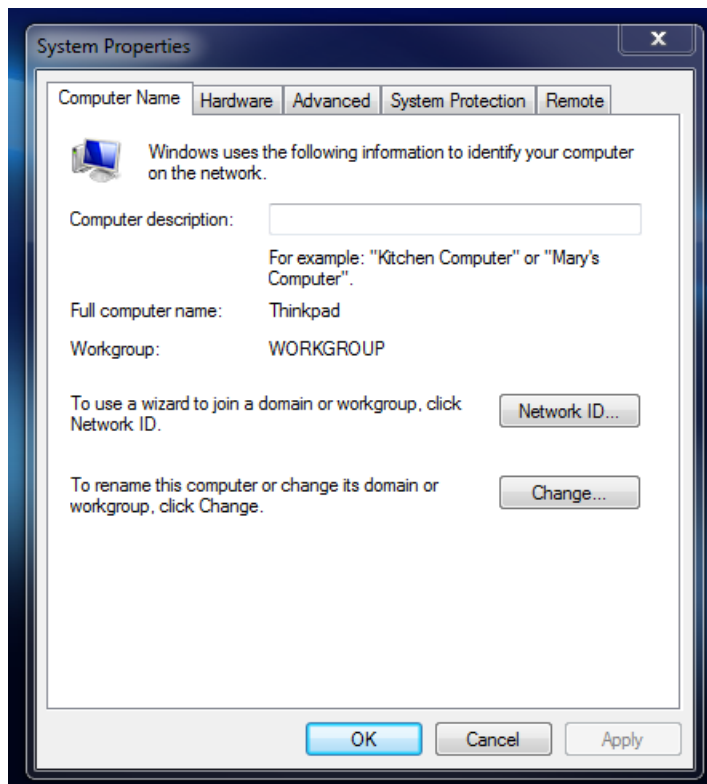 System Properties
X
Computer Name Hardware Advanced System Protection Remote
Windows uses the following information to identify your computer
on the network.
Computer description:
For example: "Kitchen Computer" or "Mary's
Computer".
Full computer name: Thinkpad
Workgroup: WORKGROUP
To use a wizard to join a domain or workgroup, click
Network ID.
Network ID...
To rename this computer or change its domain or
workgroup, click Change.
Change...
OK Cancel Apply